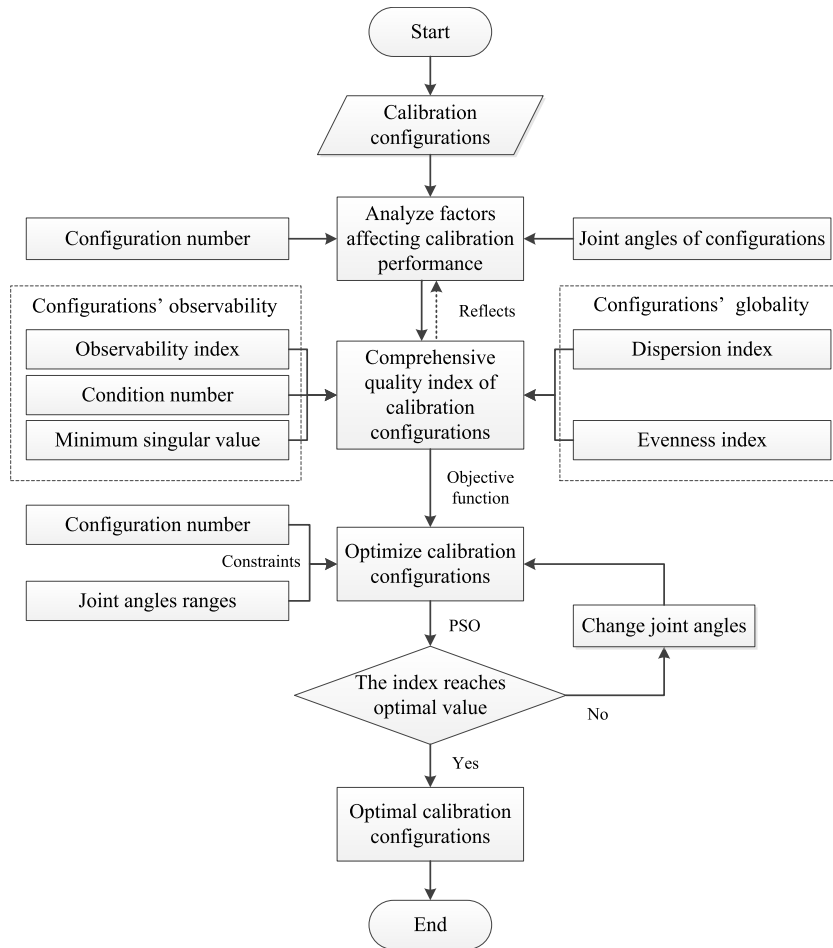 Start
Calibration
configurations
Configuration number
Analyze factors
affecting calibration
performance
Joint angles of configurations
Configurations’ observability
Reflects
Configurations’ globality
Observability index
Condition number
Minimum singular value
Comprehensive
quality index of
calibration
configurations
Dispersion index
Evenness index
Objective
function
Configuration number
Constraints
Joint angles ranges
Optimize calibration
configurations
Change joint angles
PSO
The index reaches
optimal value
No
Yes
Optimal calibration
configurations
End